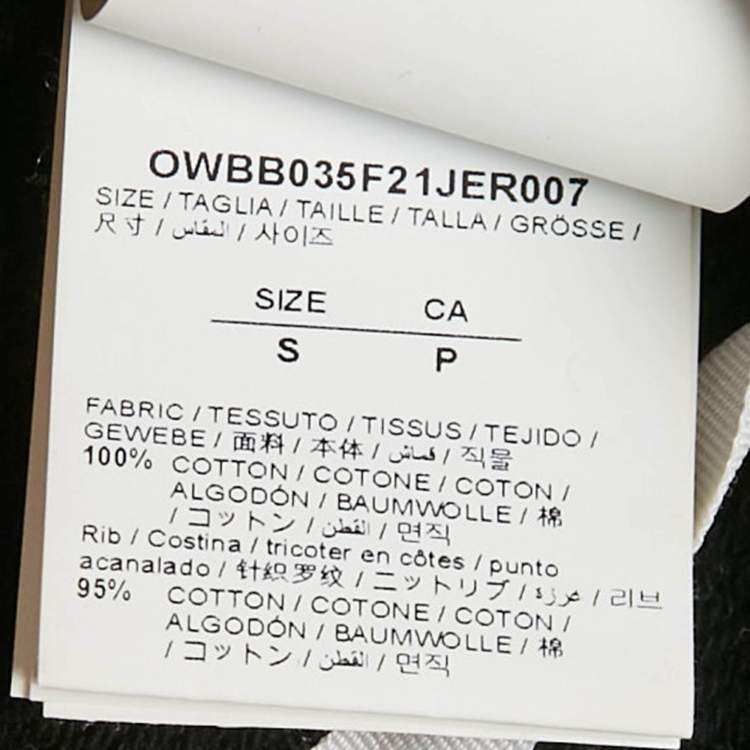 OWBB035F21JER007
SIZE / TAGLIA / TAILLE / TALLA / GRÖSSE /
尺寸 / المقاس / 사이즈
SIZE CA
S P
FABRIC / TESSUTO / TISSUS / TEJIDO /
GEWEBE / 面料 / 本体 / قماش / 직물
100% COTTON / COTONE / COTON /
ALGODÓN / BAUMWOLLE / 棉
/ コットン / القطن / 면직
Rib / Costina / tricoter en côtes / punto
acanalado / 针织罗纹 / ニットリブ / غرزة / 리브
95% COTTON / COTONE / COTON /
ALGODÓN / BAUMWOLLE / 棉
/ コットン / القطن / 면직